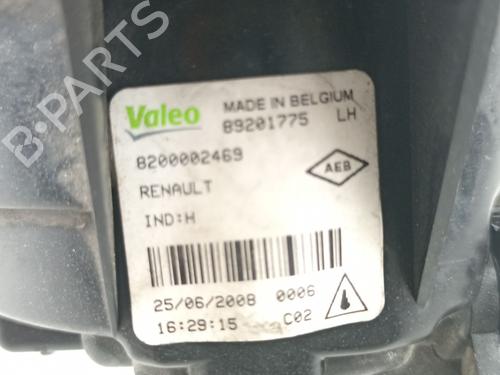 B-PARTS
Valeo
MADE IN BELGIUM
89201775 LH
8200002469
RENAULT
AEB
IND:H
25/06/2008 0006
16:29:15 C02